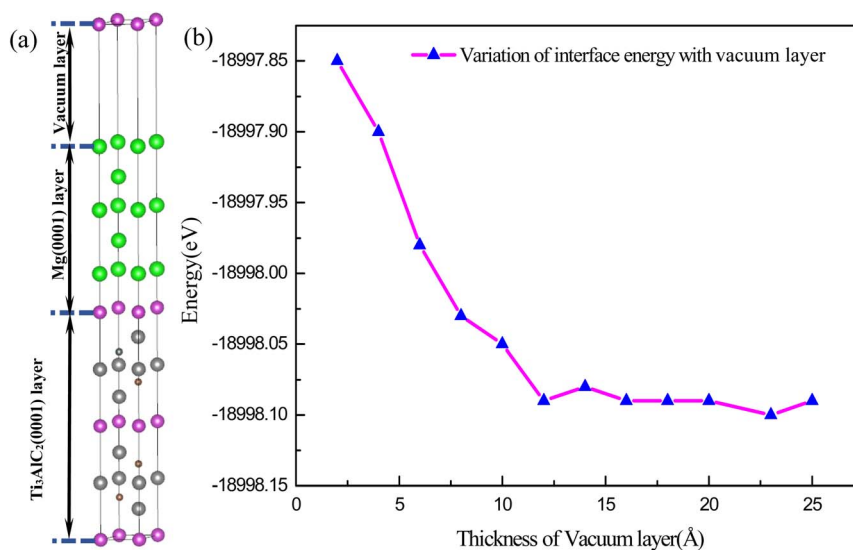 (a)
Vacuum layer
Mg(0001) layer
Ti₃AlC₂(0001) layer
(b)
Variation of interface energy with vacuum layer
Energy(eV)
-18997.85
-18997.90
-18997.95
-18998.00
-18998.05
-18998.10
-18998.15
0
5
10
15
20
25
Thickness of Vacuum layer(Å)